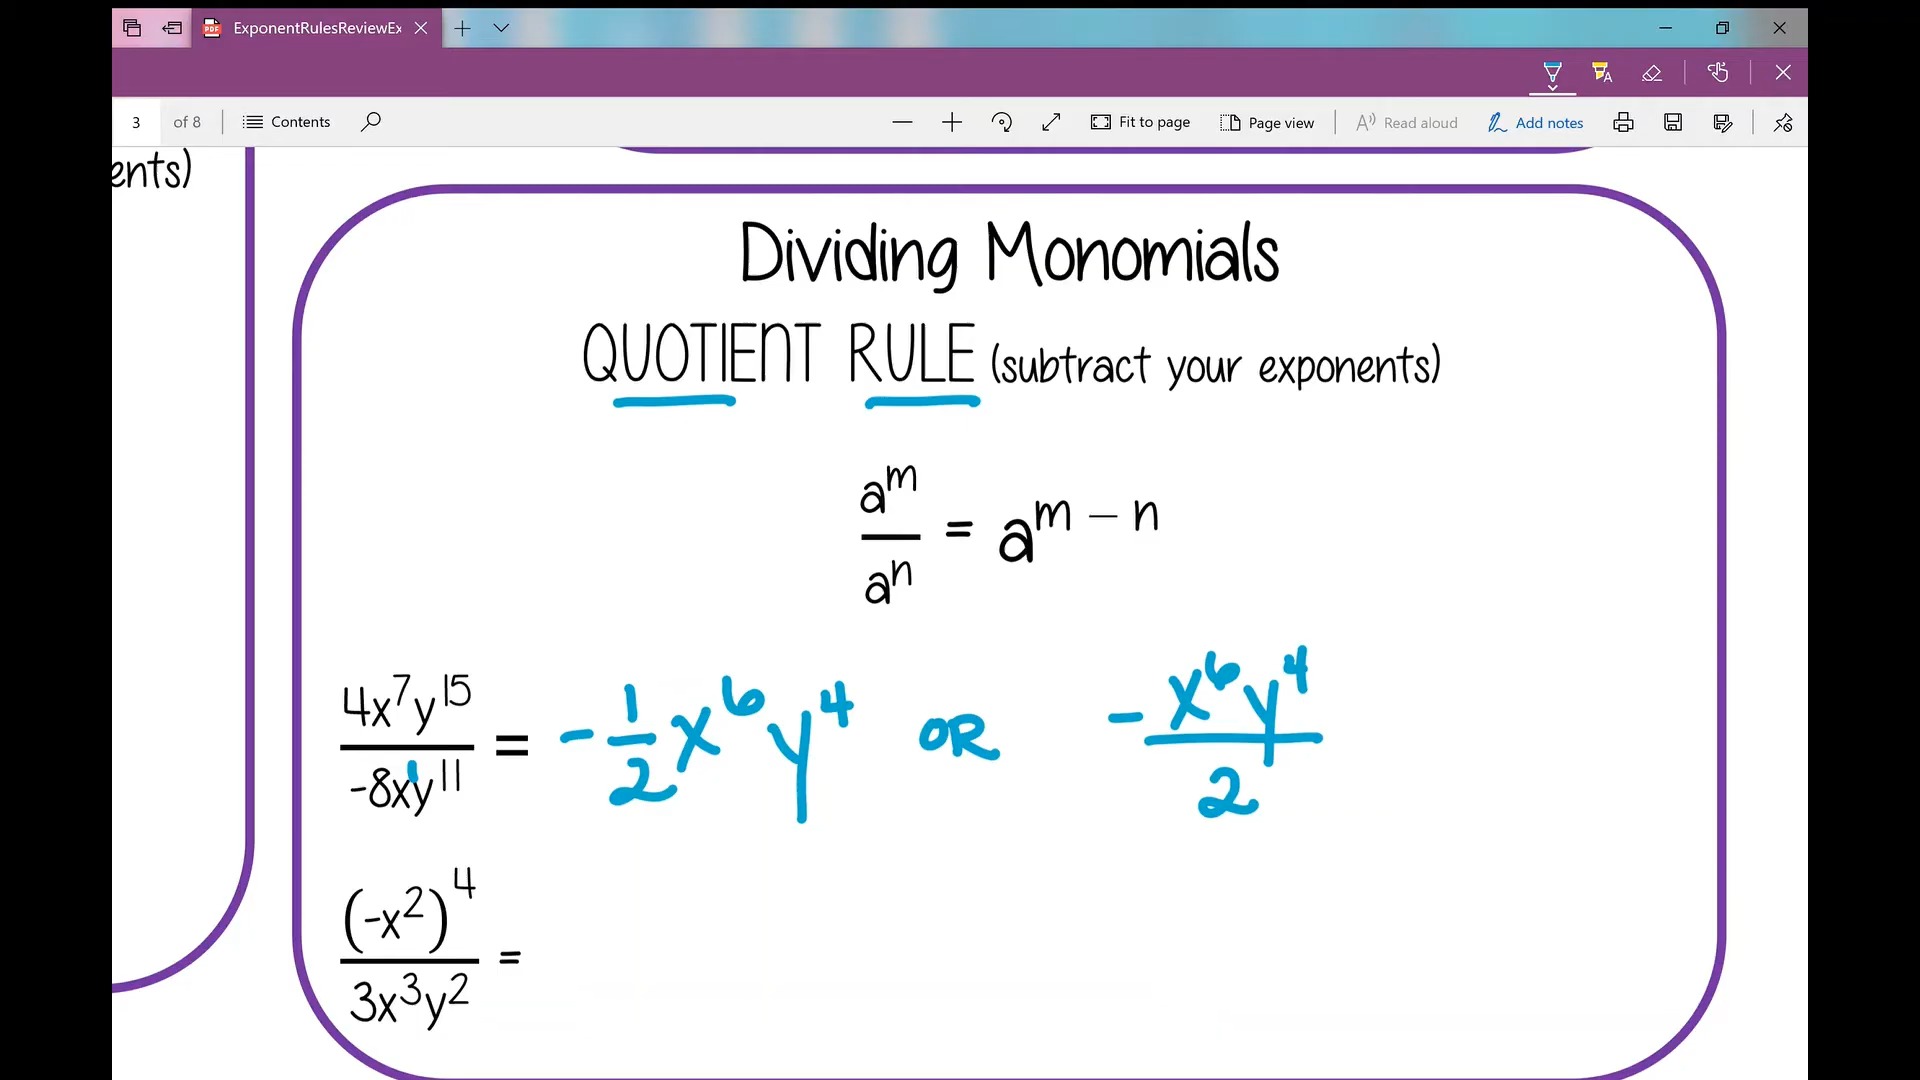 ExponentRulesReviewEx
3 of 8 Contents Fit to page Page view Read aloud Add notes
ents)
Dividing Monomials
QUOTIENT RULE (subtract your exponents)
a^m / a^n = a^(m − n)
4x^7y^15 / -8x^1y^11 = -1/2 x^6 y^4 OR - x^6y^4 / 2
(-x^2)^4 / 3x^3y^2 =